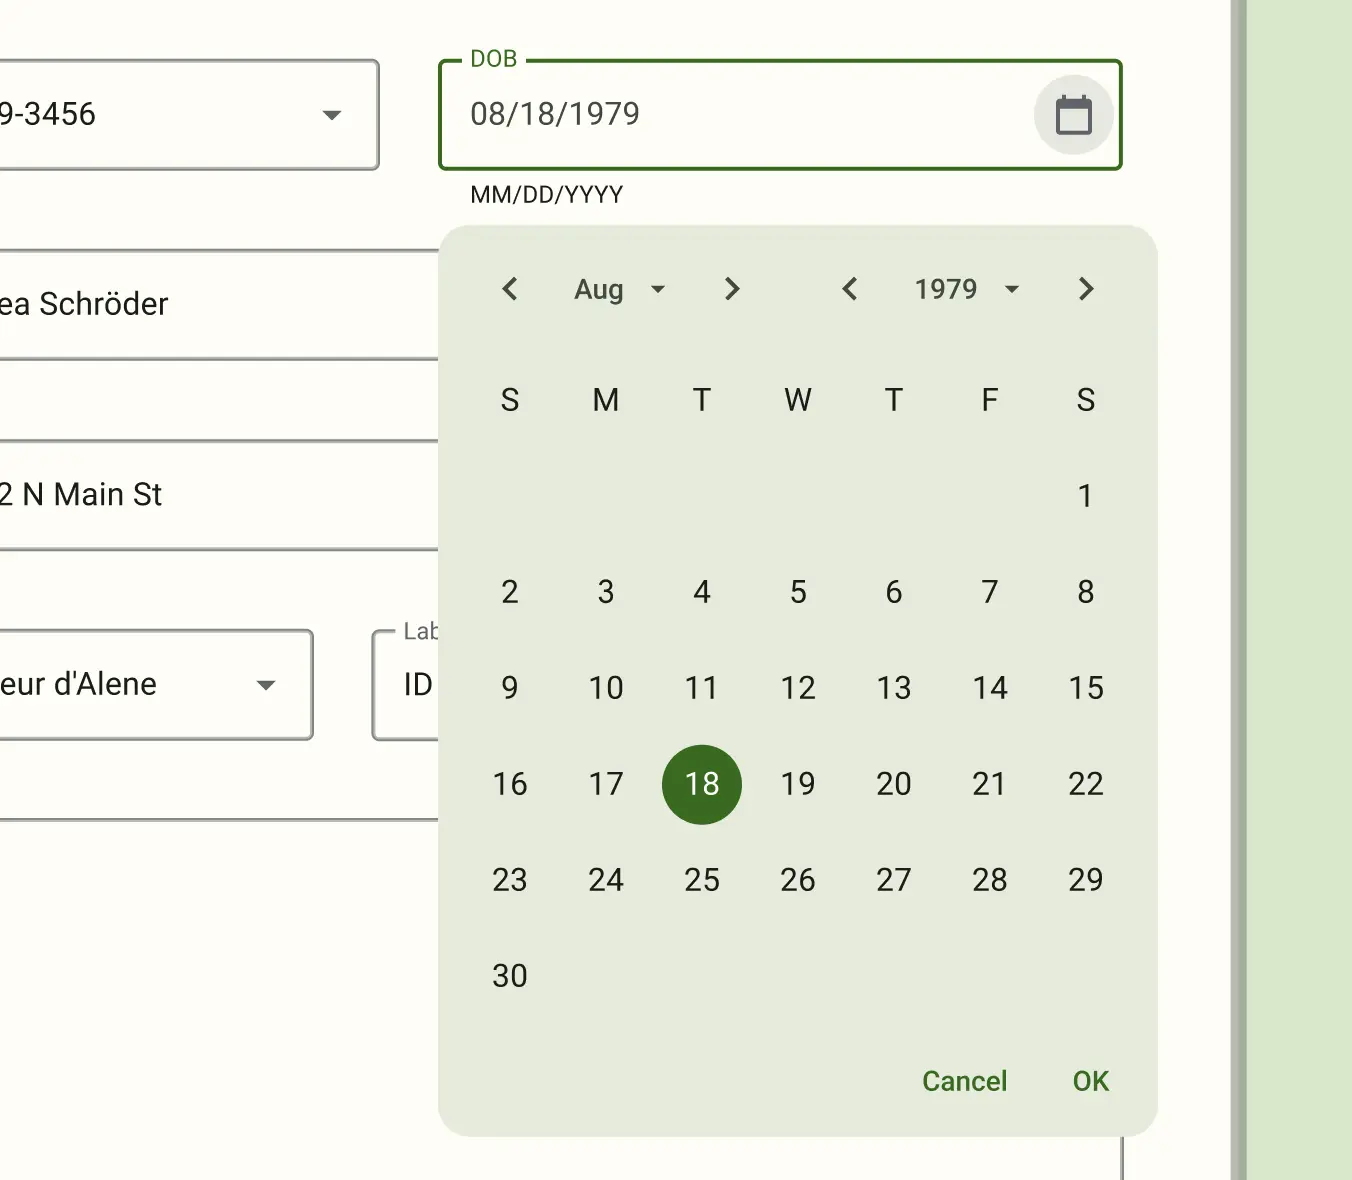 DOB
9-3456
08/18/1979
MM/DD/YYYY
Aug 1979
ea Schröder
S M T W T F S
1
2 N Main St
2 3 4 5 6 7 8
Lab
eur d'Alene
ID
9 10 11 12 13 14 15
16 17 18 19 20 21 22
23 24 25 26 27 28 29
30
Cancel OK